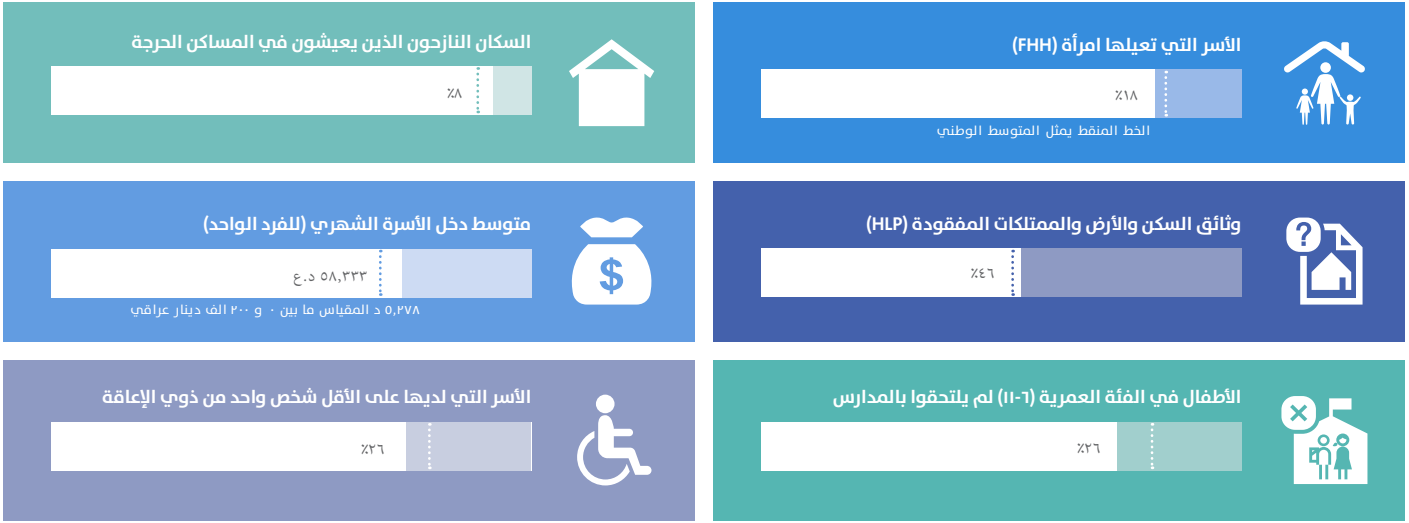 الأسر التي تعيلها امرأة (FHH)
٪١٨
الخط المنقط يمثل المتوسط الوطني
السكان النازحون الذين يعيشون في المساكن الحرجة
٪٨
وثائق السكن والأرض والممتلكات المفقودة (HLP)
٪٤٦
متوسط دخل الأسرة الشهري (للفرد الواحد)
٥٨,٣٣٣ د.ع
٥,٢٧٨ د المقياس ما بين ٠ و ٢٠٠ الف دينار عراقي
الأطفال في الفئة العمرية (٦-١١) لم يلتحقوا بالمدارس
٪٢٦
الأسر التي لديها على الأقل شخص واحد من ذوي الإعاقة
٪٢٦